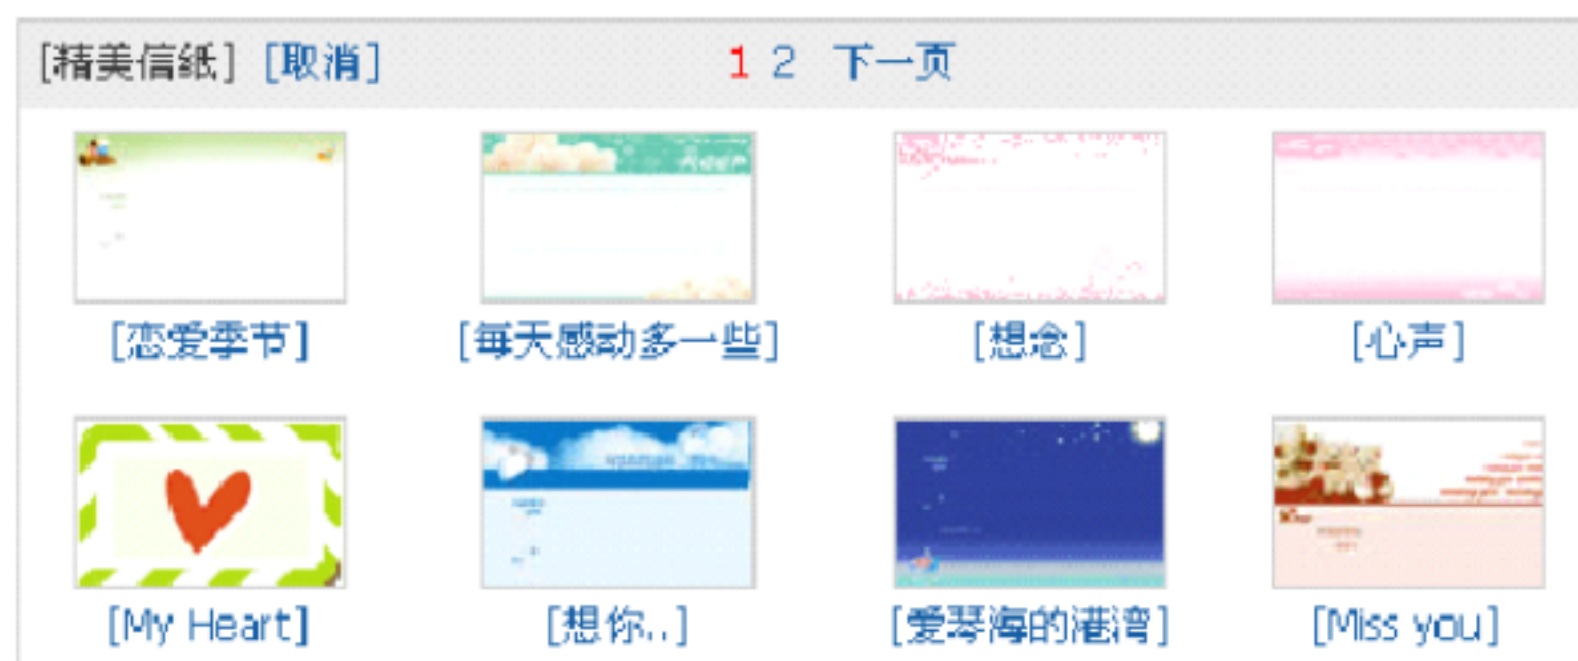 [精美信纸] [取消] 1 2 下一页
[恋爱季节] [每天感动多一些] [想念] [心声]
[My Heart] [想你..] [爱琴海的港湾] [Miss you]